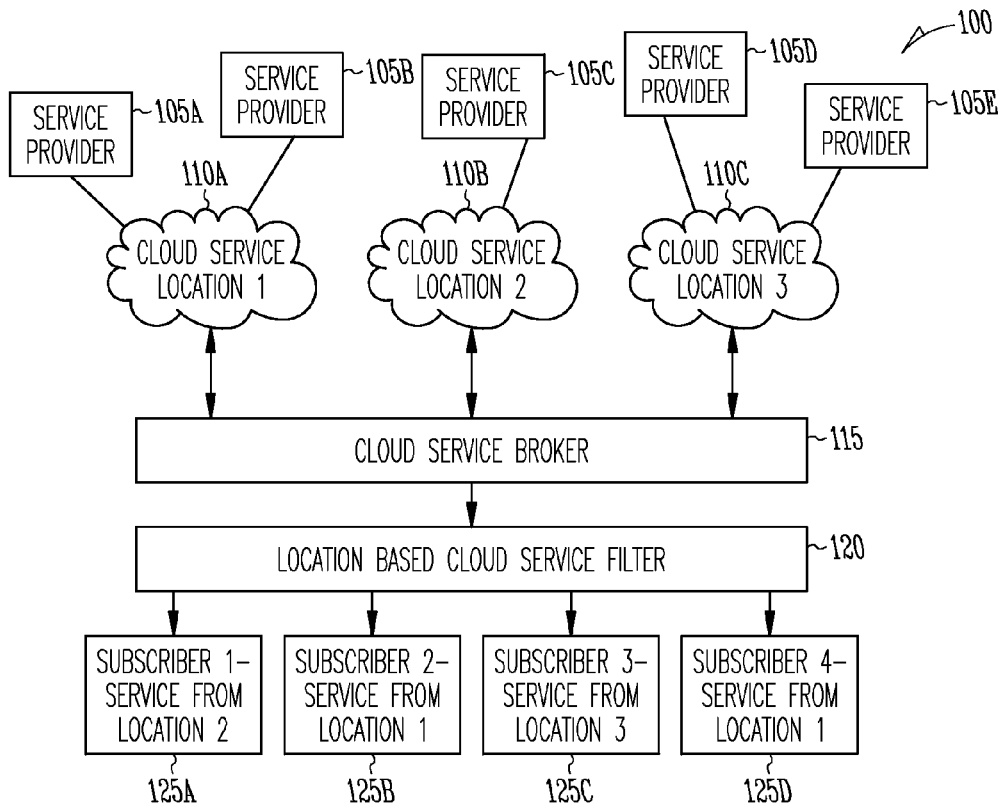 100
SERVICE
PROVIDER
105A
SERVICE
PROVIDER
105B
SERVICE
PROVIDER
105C
SERVICE
PROVIDER
105D
SERVICE
PROVIDER
105E
110A
CLOUD SERVICE
LOCATION 1
110B
CLOUD SERVICE
LOCATION 2
110C
CLOUD SERVICE
LOCATION 3
CLOUD SERVICE BROKER
115
LOCATION BASED CLOUD SERVICE FILTER
120
SUBSCRIBER 1–
SERVICE FROM
LOCATION 2
125A
SUBSCRIBER 2–
SERVICE FROM
LOCATION 1
125B
SUBSCRIBER 3–
SERVICE FROM
LOCATION 3
125C
SUBSCRIBER 4–
SERVICE FROM
LOCATION 1
125D